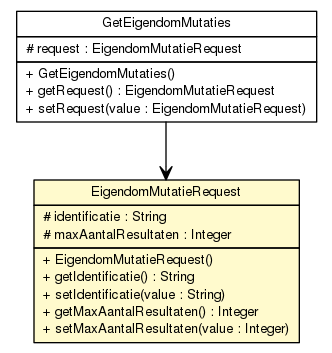 GetEigendomMutaties
# request : EigendomMutatieRequest
+ GetEigendomMutaties()
+ getRequest() : EigendomMutatieRequest
+ setRequest(value : EigendomMutatieRequest)
EigendomMutatieRequest
# identificatie : String
# maxAantalResultaten : Integer
+ EigendomMutatieRequest()
+ getIdentificatie() : String
+ setIdentificatie(value : String)
+ getMaxAantalResultaten() : Integer
+ setMaxAantalResultaten(value : Integer)